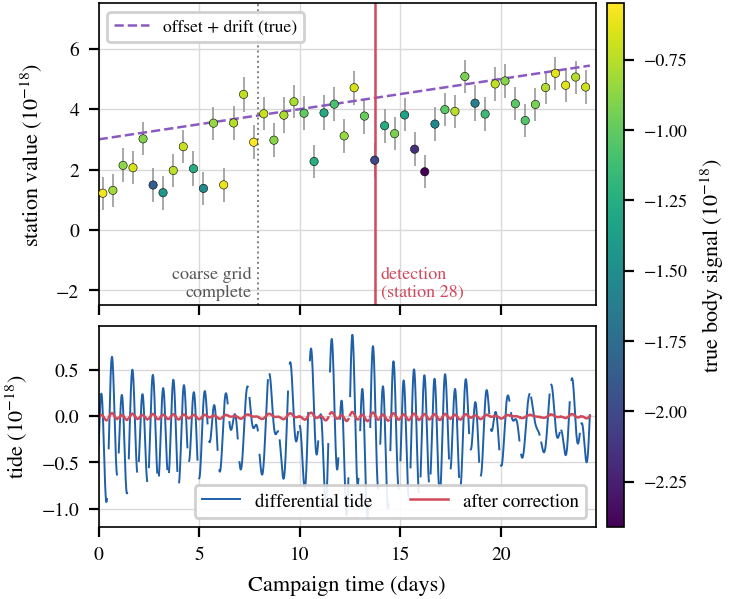 offset + drift (true)
6
4
2
0
−2
station value (10⁻¹⁸)
coarse grid
complete
detection
(station 28)
−0.75
−1.00
−1.25
−1.50
−1.75
−2.00
−2.25
true body signal (10⁻¹⁸)
0.5
0.0
−0.5
−1.0
tide (10⁻¹⁸)
differential tide
after correction
0
5
10
15
20
Campaign time (days)